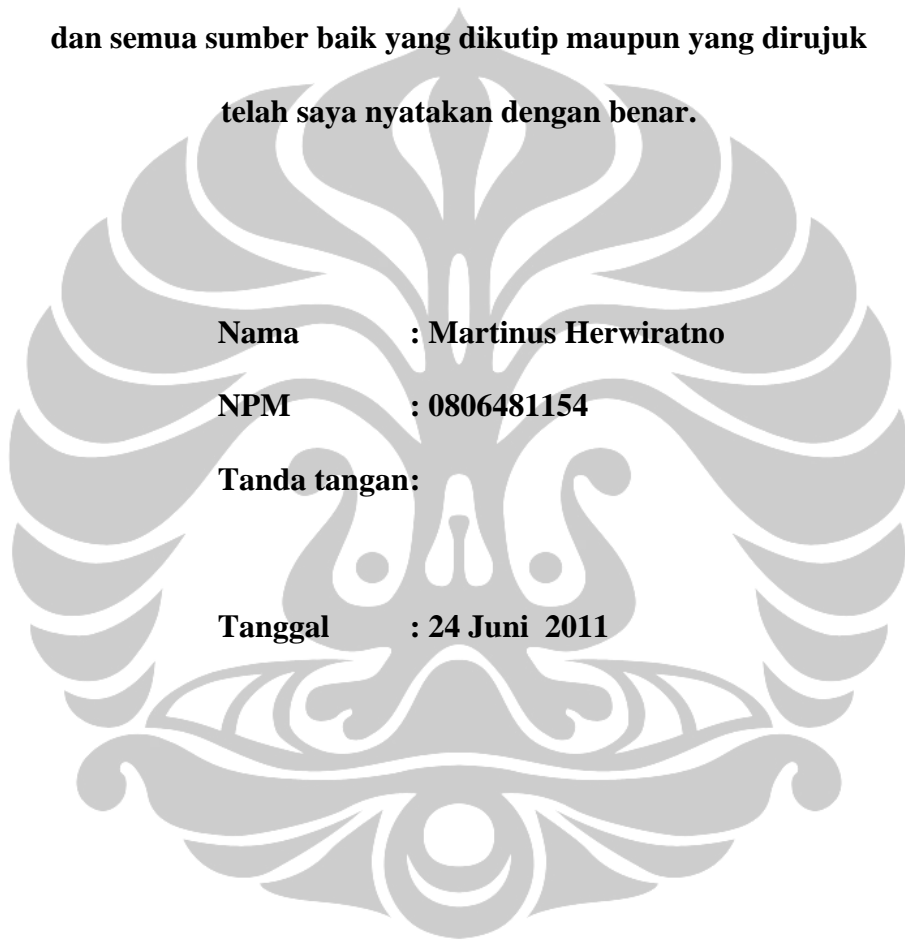 dan semua sumber baik yang dikutip maupun yang dirujuk
telah saya nyatakan dengan benar.
Nama : Martinus Herwiratno
NPM : 0806481154
Tanda tangan:
Tanggal : 24 Juni 2011